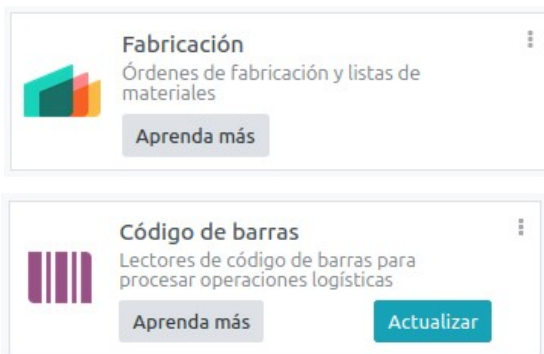 Fabricación
Órdenes de fabricación y listas de
materiales
Aprenda más
Código de barras
Lectores de código de barras para
procesar operaciones logísticas
Aprenda más
Actualizar